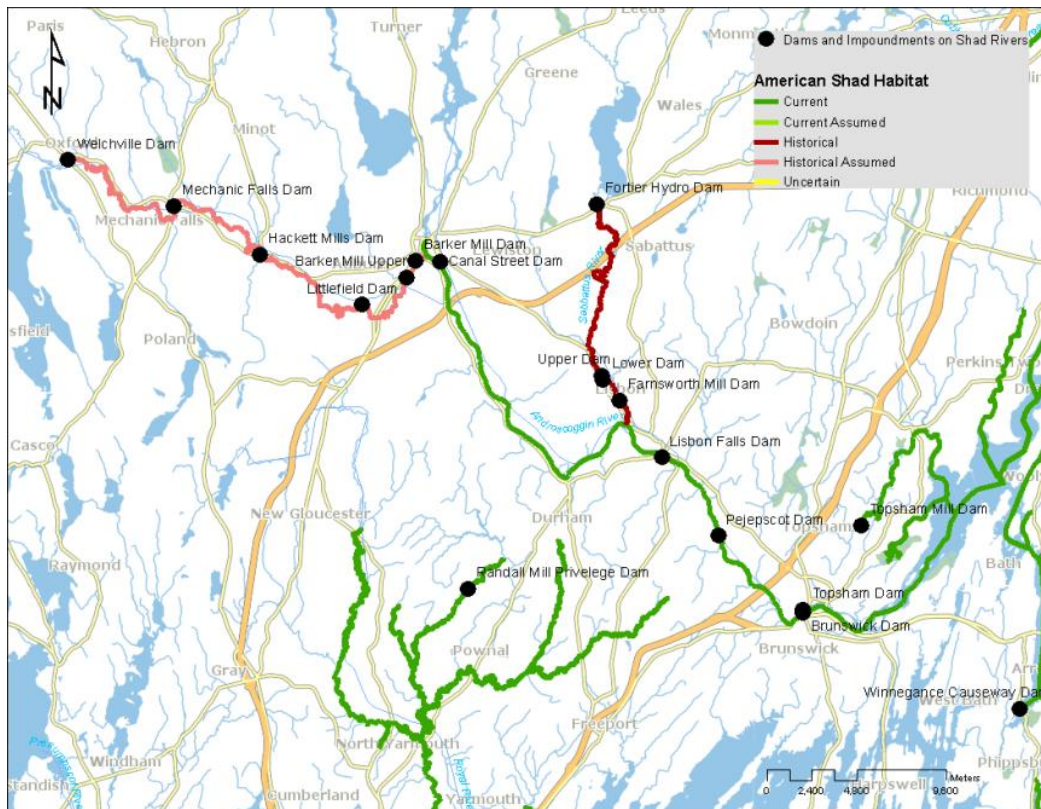 Paris
Turner
Leeds
Hebron
Greene
Dams and Impoundments on Shad Rivers
American Shad Habitat
Current
Current Assumed
Historical
Historical Assumed
Uncertain
N
Minot
Wales
Richmond
Welchville Dam
Mechanic Falls Dam
Mechanic Falls
Fortier Hydro Dam
Hackett Mills Dam
Barker Mill Dam
Lewiston
Sabattus
Barker Mill Upper
Canal Street Dam
Sabbattus River
Littlefield Dam
Poland
Bowdoin
Upper Dam
Lower Dam
Lisbon
Farnsworth Mill Dam
Androscoggin River
Casco
Lisbon Falls Dam
New Gloucester
Durham
Pejepscot Dam
Topsham Mill Dam
Topsham
Raymond
Bath
Randall Mill Privelege Dam
Topsham Dam
Brunswick Dam
Pownal
Brunswick
Gray
Winnegance Causeway Dam
West Bath
Freeport
North Yarmouth
Windham
Standish
Cumberland
Yarmouth
Meters
0 2,400 4,800 9,600